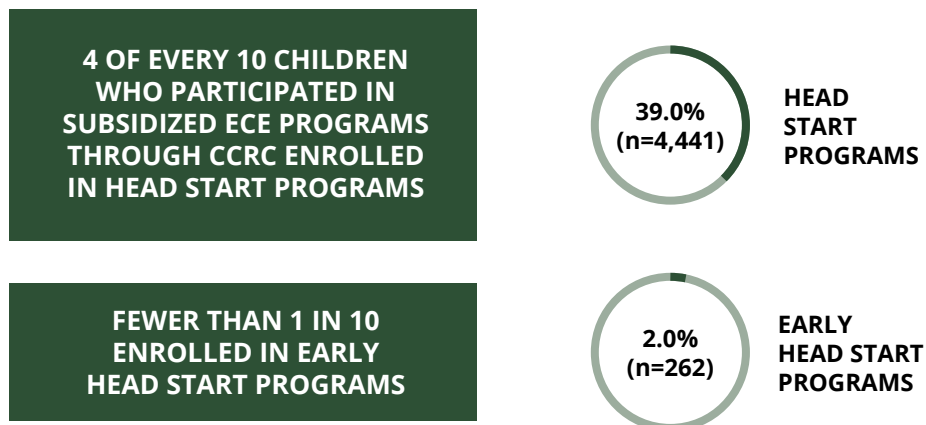 4 OF EVERY 10 CHILDREN
WHO PARTICIPATED IN
SUBSIDIZED ECE PROGRAMS
THROUGH CCRC ENROLLED
IN HEAD START PROGRAMS
39.0%
(n=4,441)
HEAD
START
PROGRAMS
FEWER THAN 1 IN 10
ENROLLED IN EARLY
HEAD START PROGRAMS
2.0%
(n=262)
EARLY
HEAD START
PROGRAMS